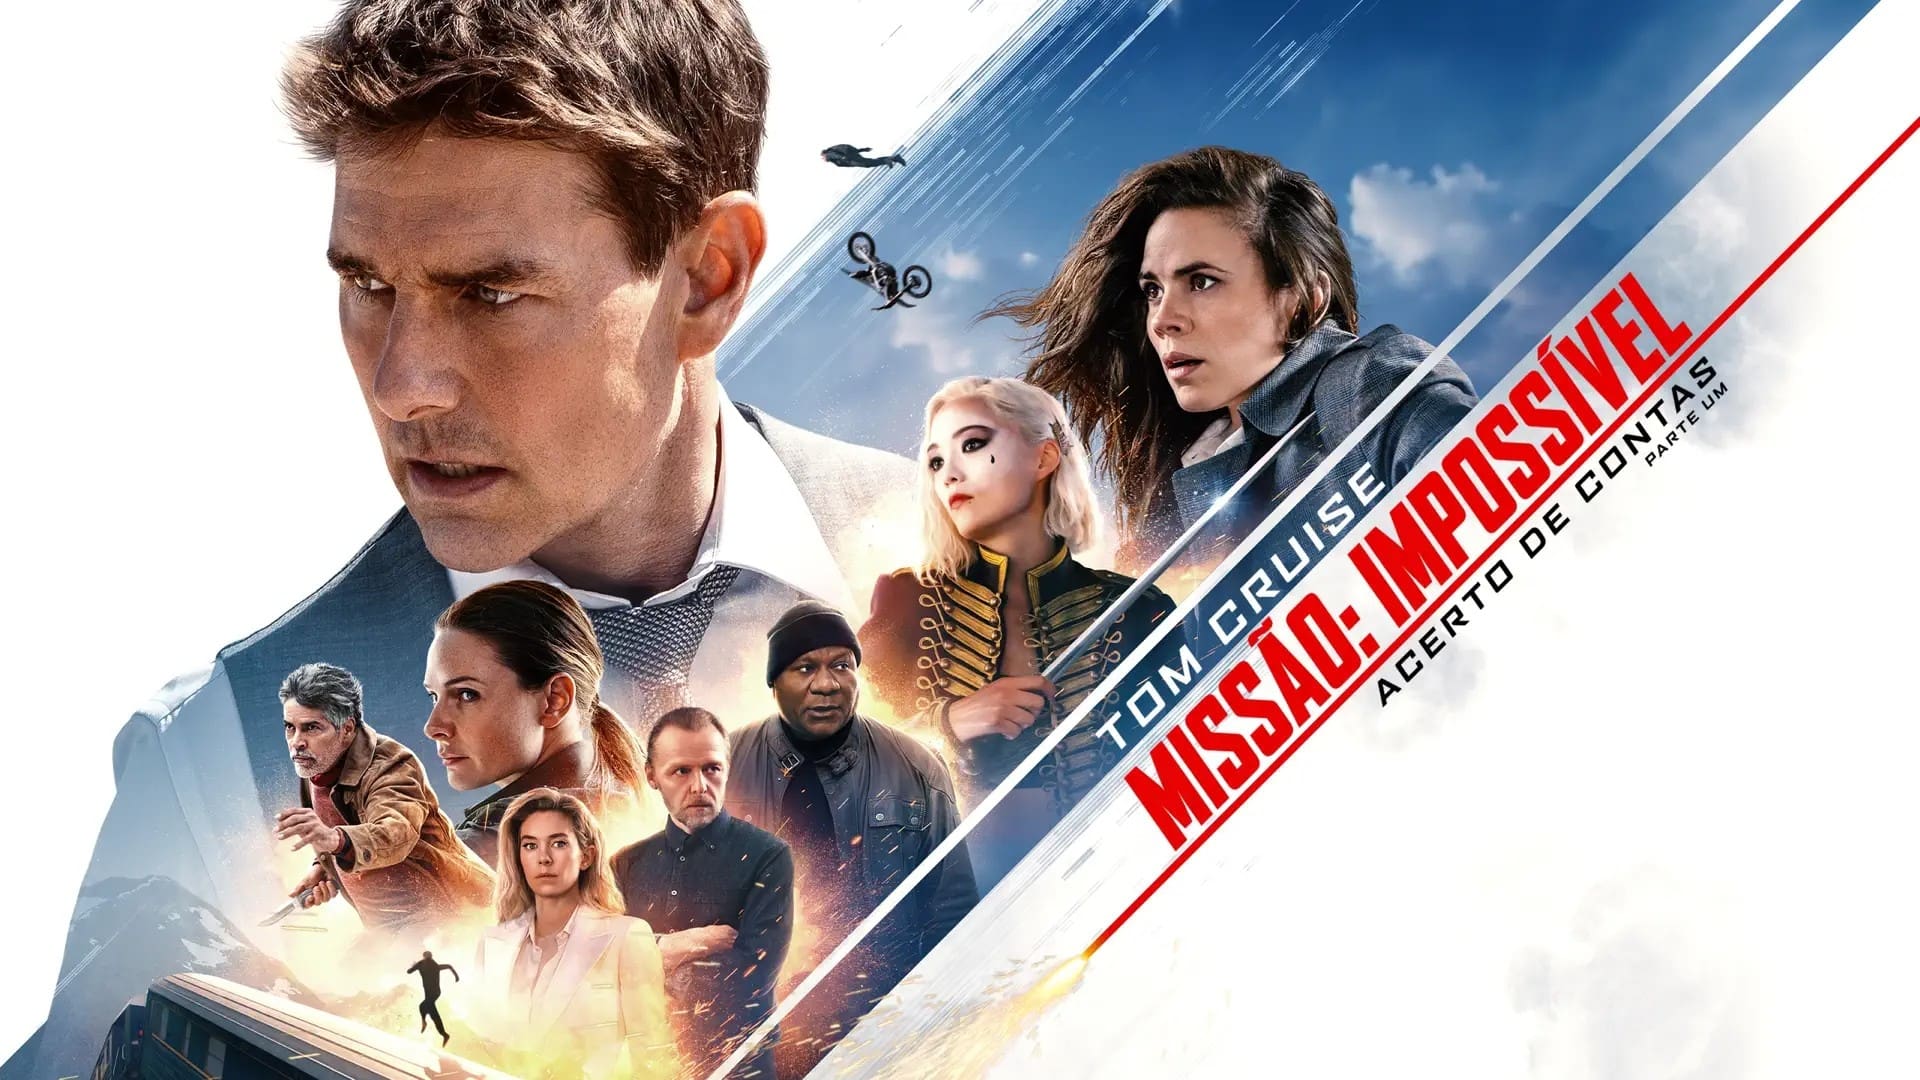 TOM CRUISE
MISSÃO: IMPOSSÍVEL
ACERTO DE CONTAS
PARTE UM